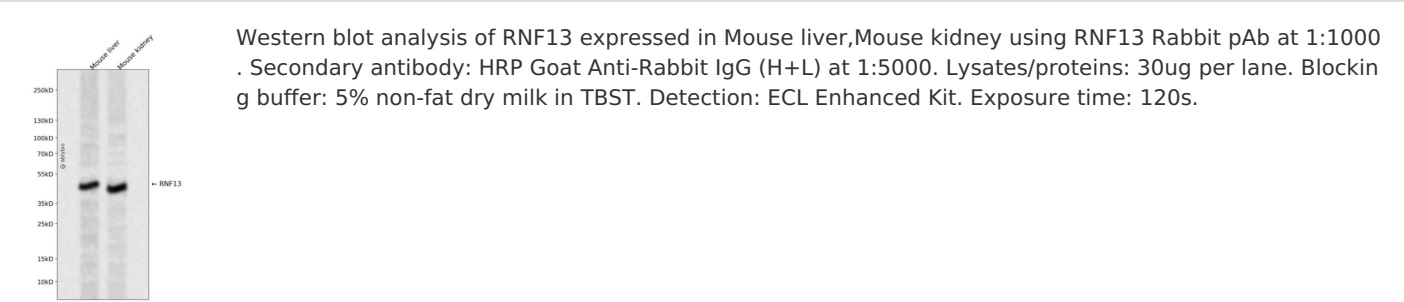 Mouse liver
Mouse kidney
250kD
130kD
100kD
70kD
55kD
35kD
25kD
15kD
10kD
@ ablybio
← RNF13
Western blot analysis of RNF13 expressed in Mouse liver,Mouse kidney using RNF13 Rabbit pAb at 1:1000
. Secondary antibody: HRP Goat Anti-Rabbit IgG (H+L) at 1:5000. Lysates/proteins: 30ug per lane. Blockin
g buffer: 5% non-fat dry milk in TBST. Detection: ECL Enhanced Kit. Exposure time: 120s.